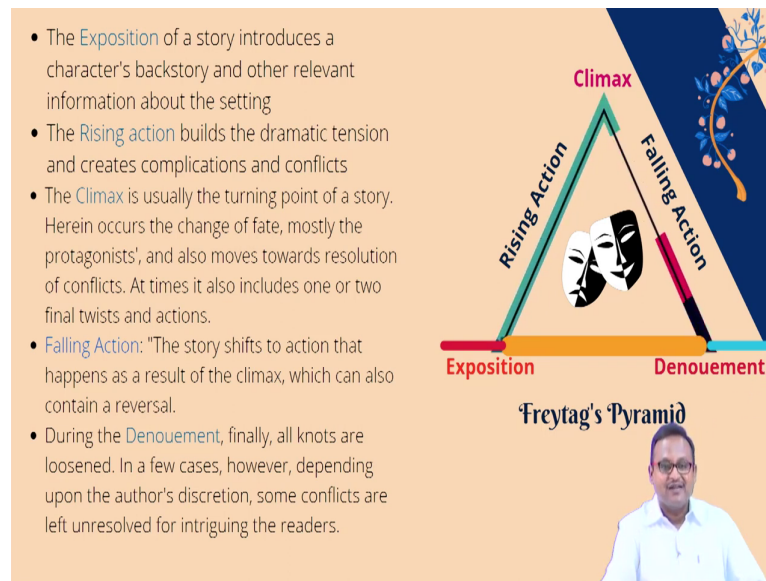 • The Exposition of a story introduces a
character's backstory and other relevant
information about the setting
• The Rising action builds the dramatic tension
and creates complications and conflicts
• The Climax is usually the turning point of a story.
Herein occurs the change of fate, mostly the
protagonists', and also moves towards resolution
of conflicts. At times it also includes one or two
final twists and actions.
• Falling Action: "The story shifts to action that
happens as a result of the climax, which can also
contain a reversal.
• During the Denouement, finally, all knots are
loosened. In a few cases, however, depending
upon the author's discretion, some conflicts are
left unresolved for intriguing the readers.
Climax
Rising Action
Falling Action
Exposition
Denouement
Freytag's Pyramid